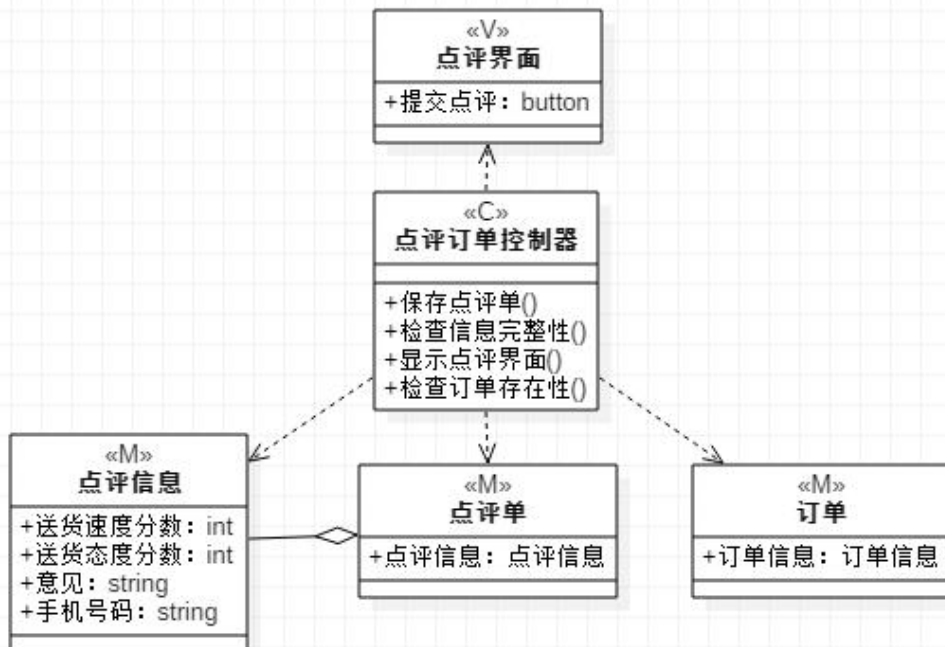 «V»
点评界面
+提交点评：button
«C»
点评订单控制器
+保存点评单()
+检查信息完整性()
+显示点评界面()
+检查订单存在性()
«M»
点评信息
+送货速度分数：int
+送货态度分数：int
+意见：string
+手机号码：string
«M»
点评单
+点评信息：点评信息
«M»
订单
+订单信息：订单信息